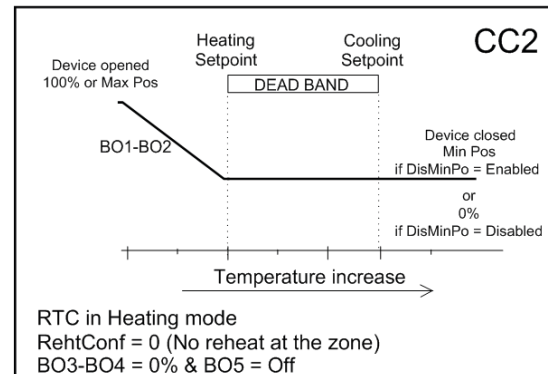 CC2
Heating
Setpoint
Cooling
Setpoint
Device opened
100% or Max Pos
DEAD BAND
BO1-BO2
Device closed
Min Pos
if DisMinPo = Enabled
or
0%
if DisMinPo = Disabled
Temperature increase
RTC in Heating mode
RehtConf = 0 (No reheat at the zone)
BO3-BO4 = 0% & BO5 = Off